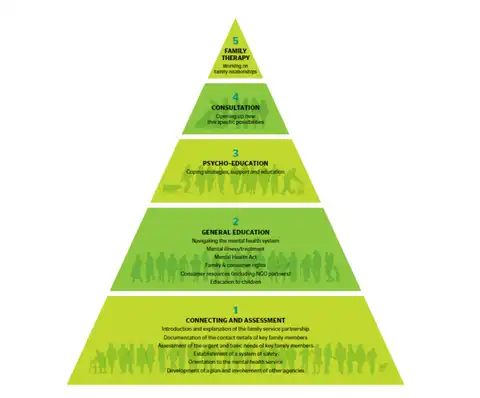 5
FAMILY
THERAPY
Working on
family relationships
4
CONSULTATION
Opening up new
therapeutic possibilities
3
PSYCHO-EDUCATION
Coping strategies, support and education
2
GENERAL EDUCATION
Navigating the mental health system
Mental illness/treatment
Mental Health Act
Family & consumer rights
Consumer resources (including NGO partners)
Education to children
1
CONNECTING AND ASSESSMENT
Introduction and explanation of the family service partnership
Documentation of the contact details of key family members
Assessment of the urgent and basic needs of key family members
Establishment of a system of safety
Orientation to the mental health service
Development of a plan and involvement of other agencies